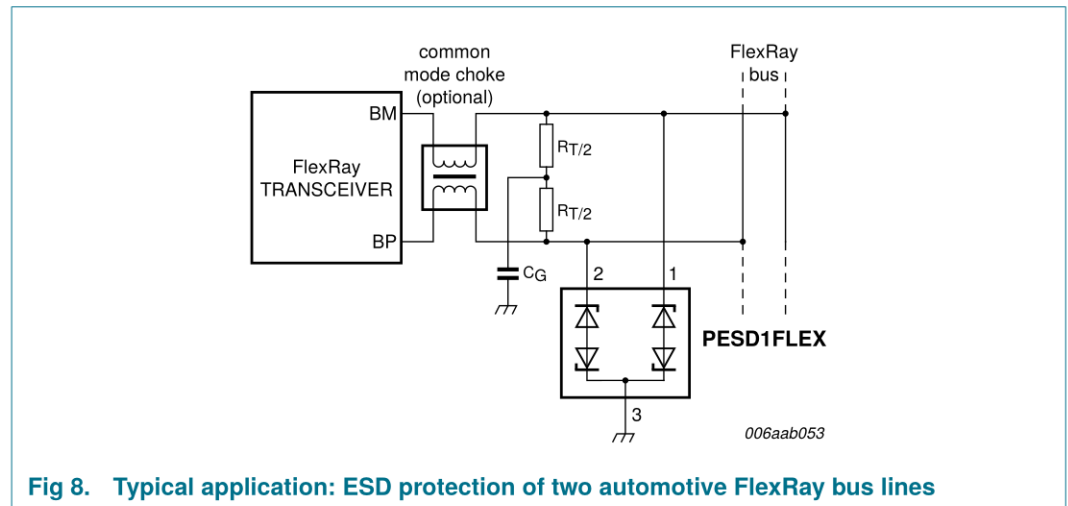 common
mode choke
(optional)
FlexRay
bus
BM
FlexRay
TRANSCEIVER
BP
RT/2
RT/2
CG
2
1
PESD1FLEX
3
006aab053
Fig 8. Typical application: ESD protection of two automotive FlexRay bus lines